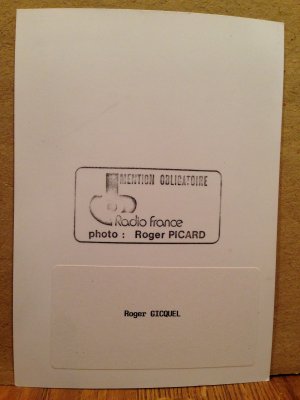 MENTION OBLIGATOIRE
Radio France
photo : Roger PICARD
Roger GICQUEL